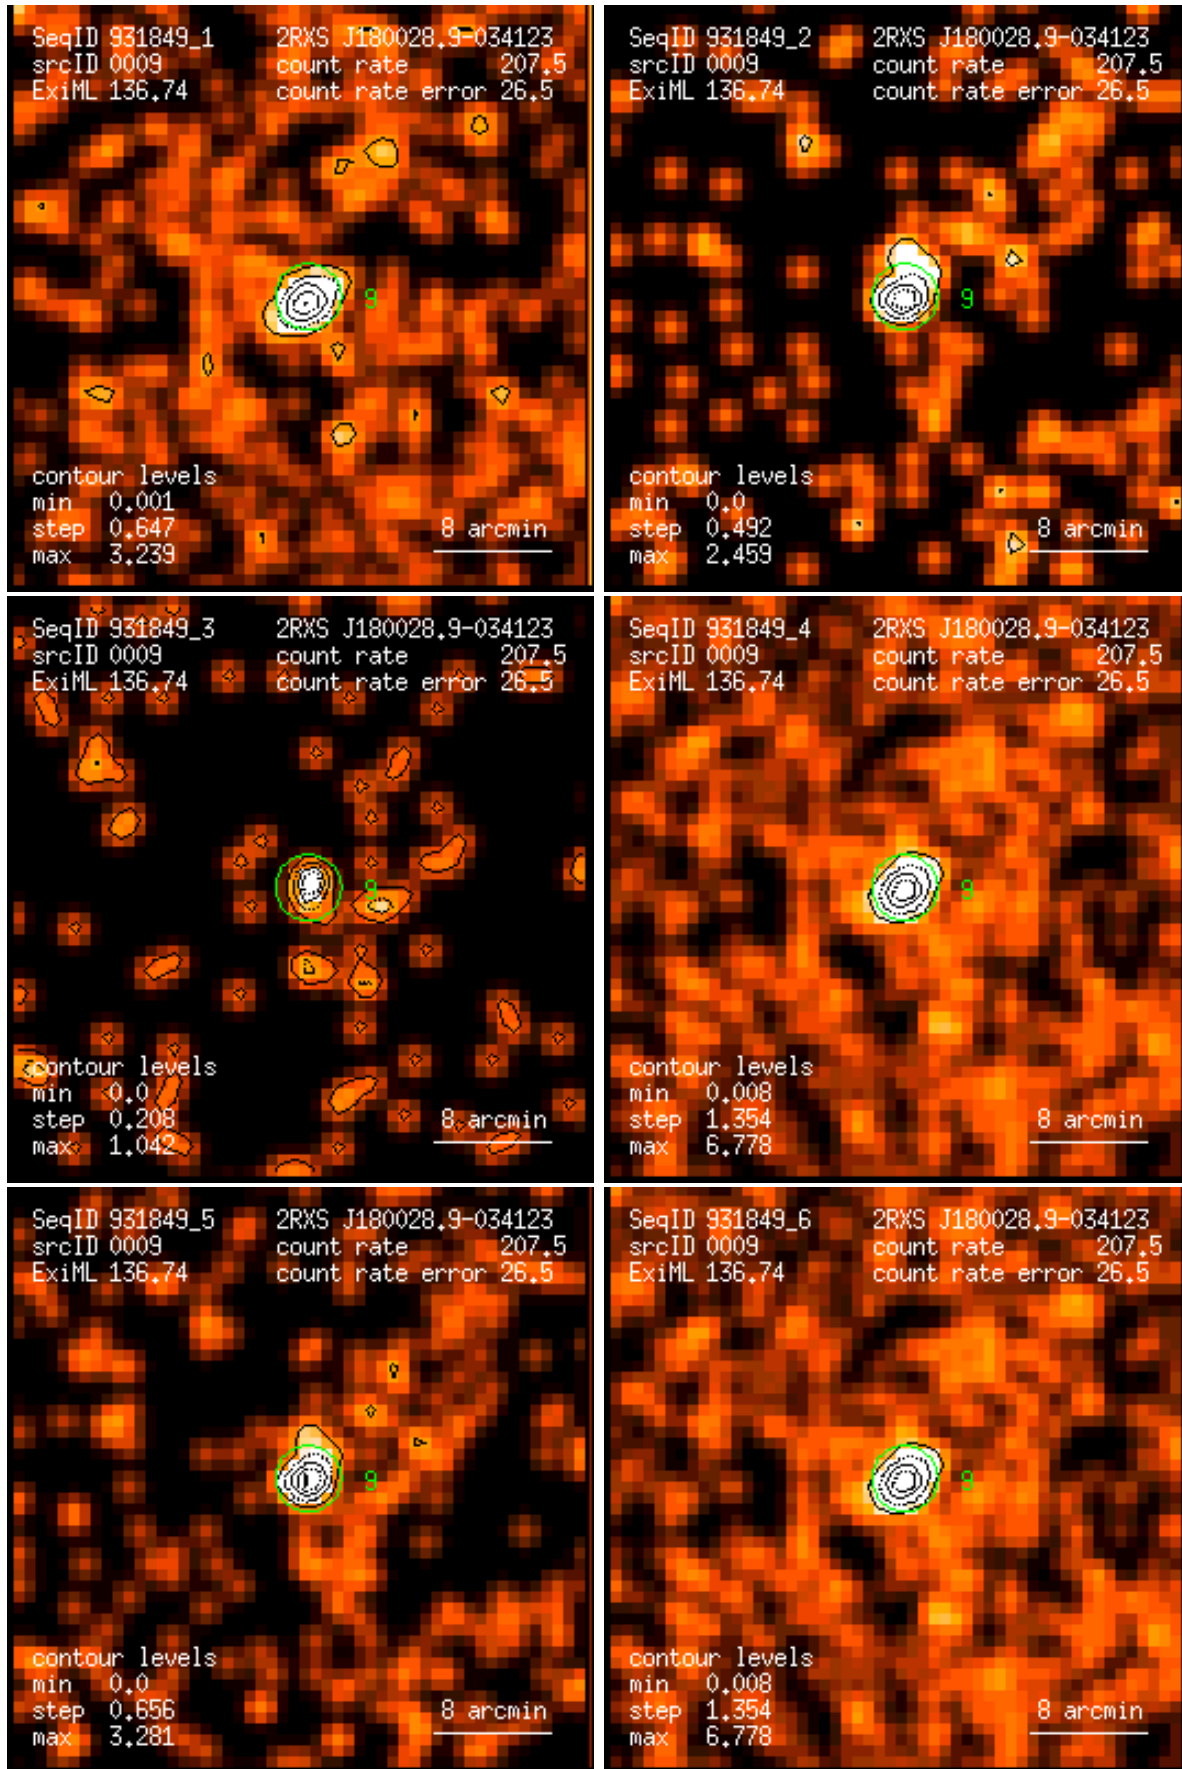 SeqID 931849_1 2RXS J180028.9-034123
srcID 0009 count rate 207.5
ExiML 136.74 count rate error 26.5
9
contour levels
min 0.001
step 0.647
max 3.239
8 arcmin
SeqID 931849_2 2RXS J180028.9-034123
srcID 0009 count rate 207.5
ExiML 136.74 count rate error 26.5
9
contour levels
min 0.0
step 0.492
max 2.459
8 arcmin
SeqID 931849_3 2RXS J180028.9-034123
srcID 0009 count rate 207.5
ExiML 136.74 count rate error 26.5
9
contour levels
min 0.0
step 0.208
max 1.042
8 arcmin
SeqID 931849_4 2RXS J180028.9-034123
srcID 0009 count rate 207.5
ExiML 136.74 count rate error 26.5
9
contour levels
min 0.008
step 1.354
max 6.778
8 arcmin
SeqID 931849_5 2RXS J180028.9-034123
srcID 0009 count rate 207.5
ExiML 136.74 count rate error 26.5
9
contour levels
min 0.0
step 0.656
max 3.281
8 arcmin
SeqID 931849_6 2RXS J180028.9-034123
srcID 0009 count rate 207.5
ExiML 136.74 count rate error 26.5
9
contour levels
min 0.008
step 1.354
max 6.778
8 arcmin